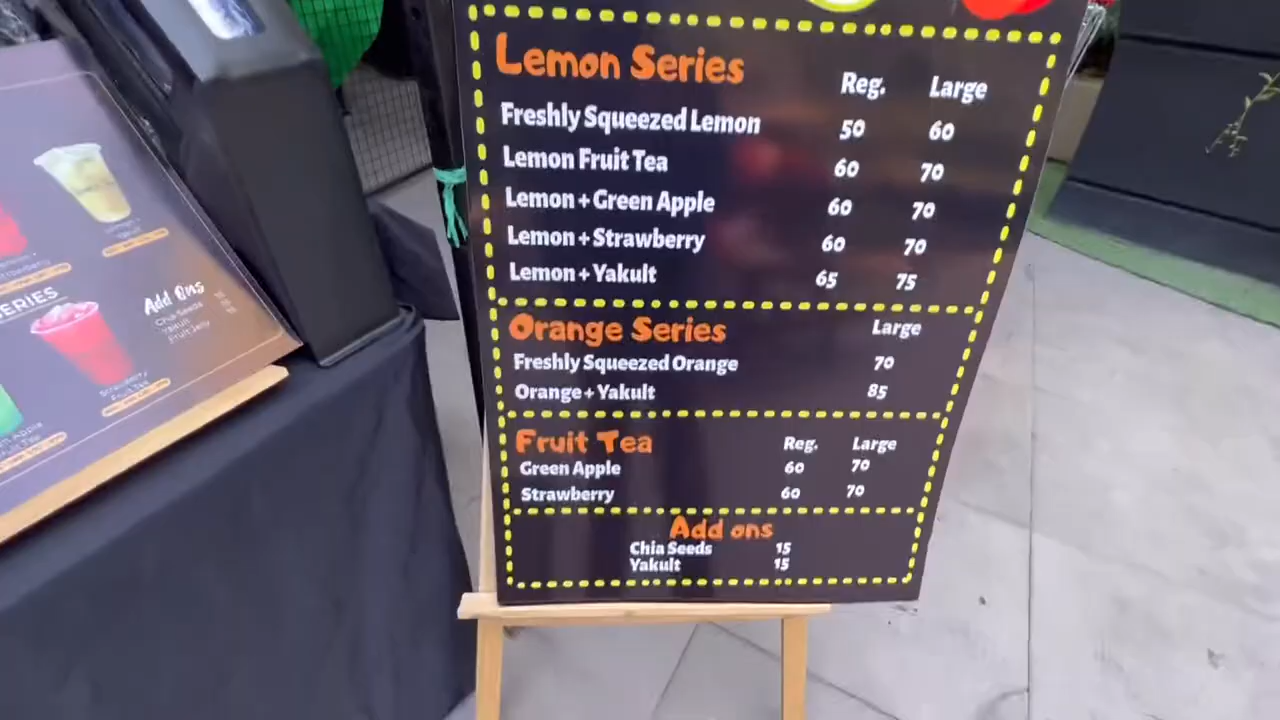 Lemon Series Reg. Large
Freshly Squeezed Lemon 50 60
Lemon Fruit Tea 60 70
Lemon + Green Apple 60 70
Lemon + Strawberry 60 70
Lemon + Yakult 65 75
Orange Series Large
Freshly Squeezed Orange 70
Orange + Yakult 85
Fruit Tea Reg. Large
Green Apple 60 70
Strawberry 60 70
Add ons
Chia Seeds 15
Yakult 15
SERIES
Add Ons
Chia Seeds
Yakult
Fruit Jelly
Strawberry
Fruit Tea
Apple
Fruit Tea